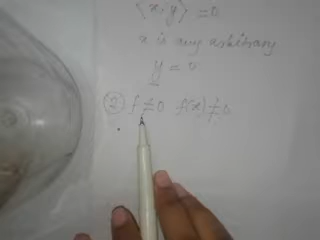 ⟨x, y⟩ = 0
x is any arbitrary
y = 0
② f ≠ 0 f(x) ≠ 0